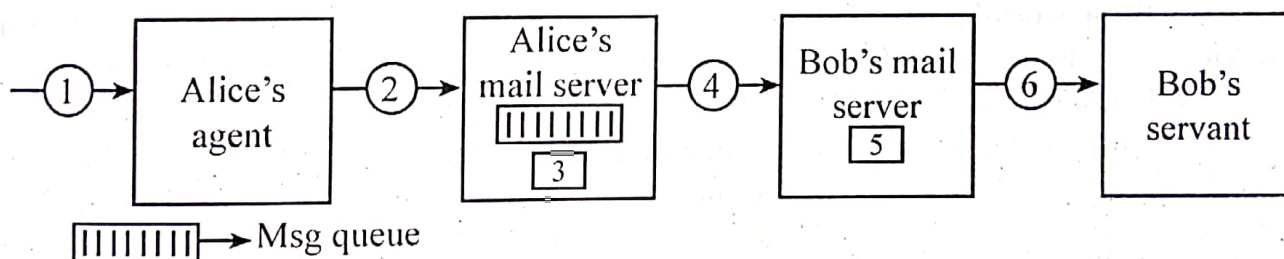 1
Alice's
agent
2
Alice's
mail server
3
4
Bob's mail
server
5
6
Bob's
servant
Msg queue